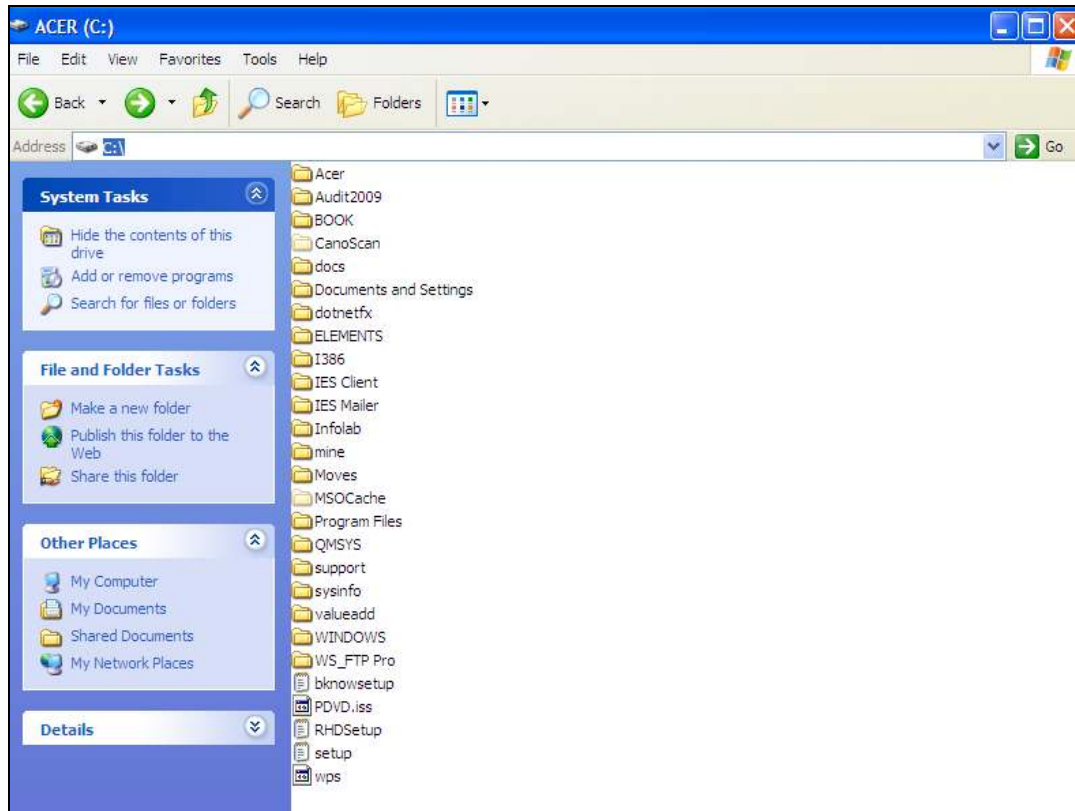 ACER (C:)
File Edit View Favorites Tools Help
Back Search Folders
Address C:\ Go
System Tasks
Hide the contents of this
drive
Add or remove programs
Search for files or folders
File and Folder Tasks
Make a new folder
Publish this folder to the
Web
Share this folder
Other Places
My Computer
My Documents
Shared Documents
My Network Places
Details
Acer
Audit2009
BOOK
CanoScan
docs
Documents and Settings
dotnetfx
ELEMENTS
I386
IES Client
IES Mailer
Infolab
mine
Moves
MSOCache
Program Files
QMSYS
support
sysinfo
valueadd
WINDOWS
WS_FTP Pro
bknowsetup
PDVD.iss
RHDSetup
setup
wps